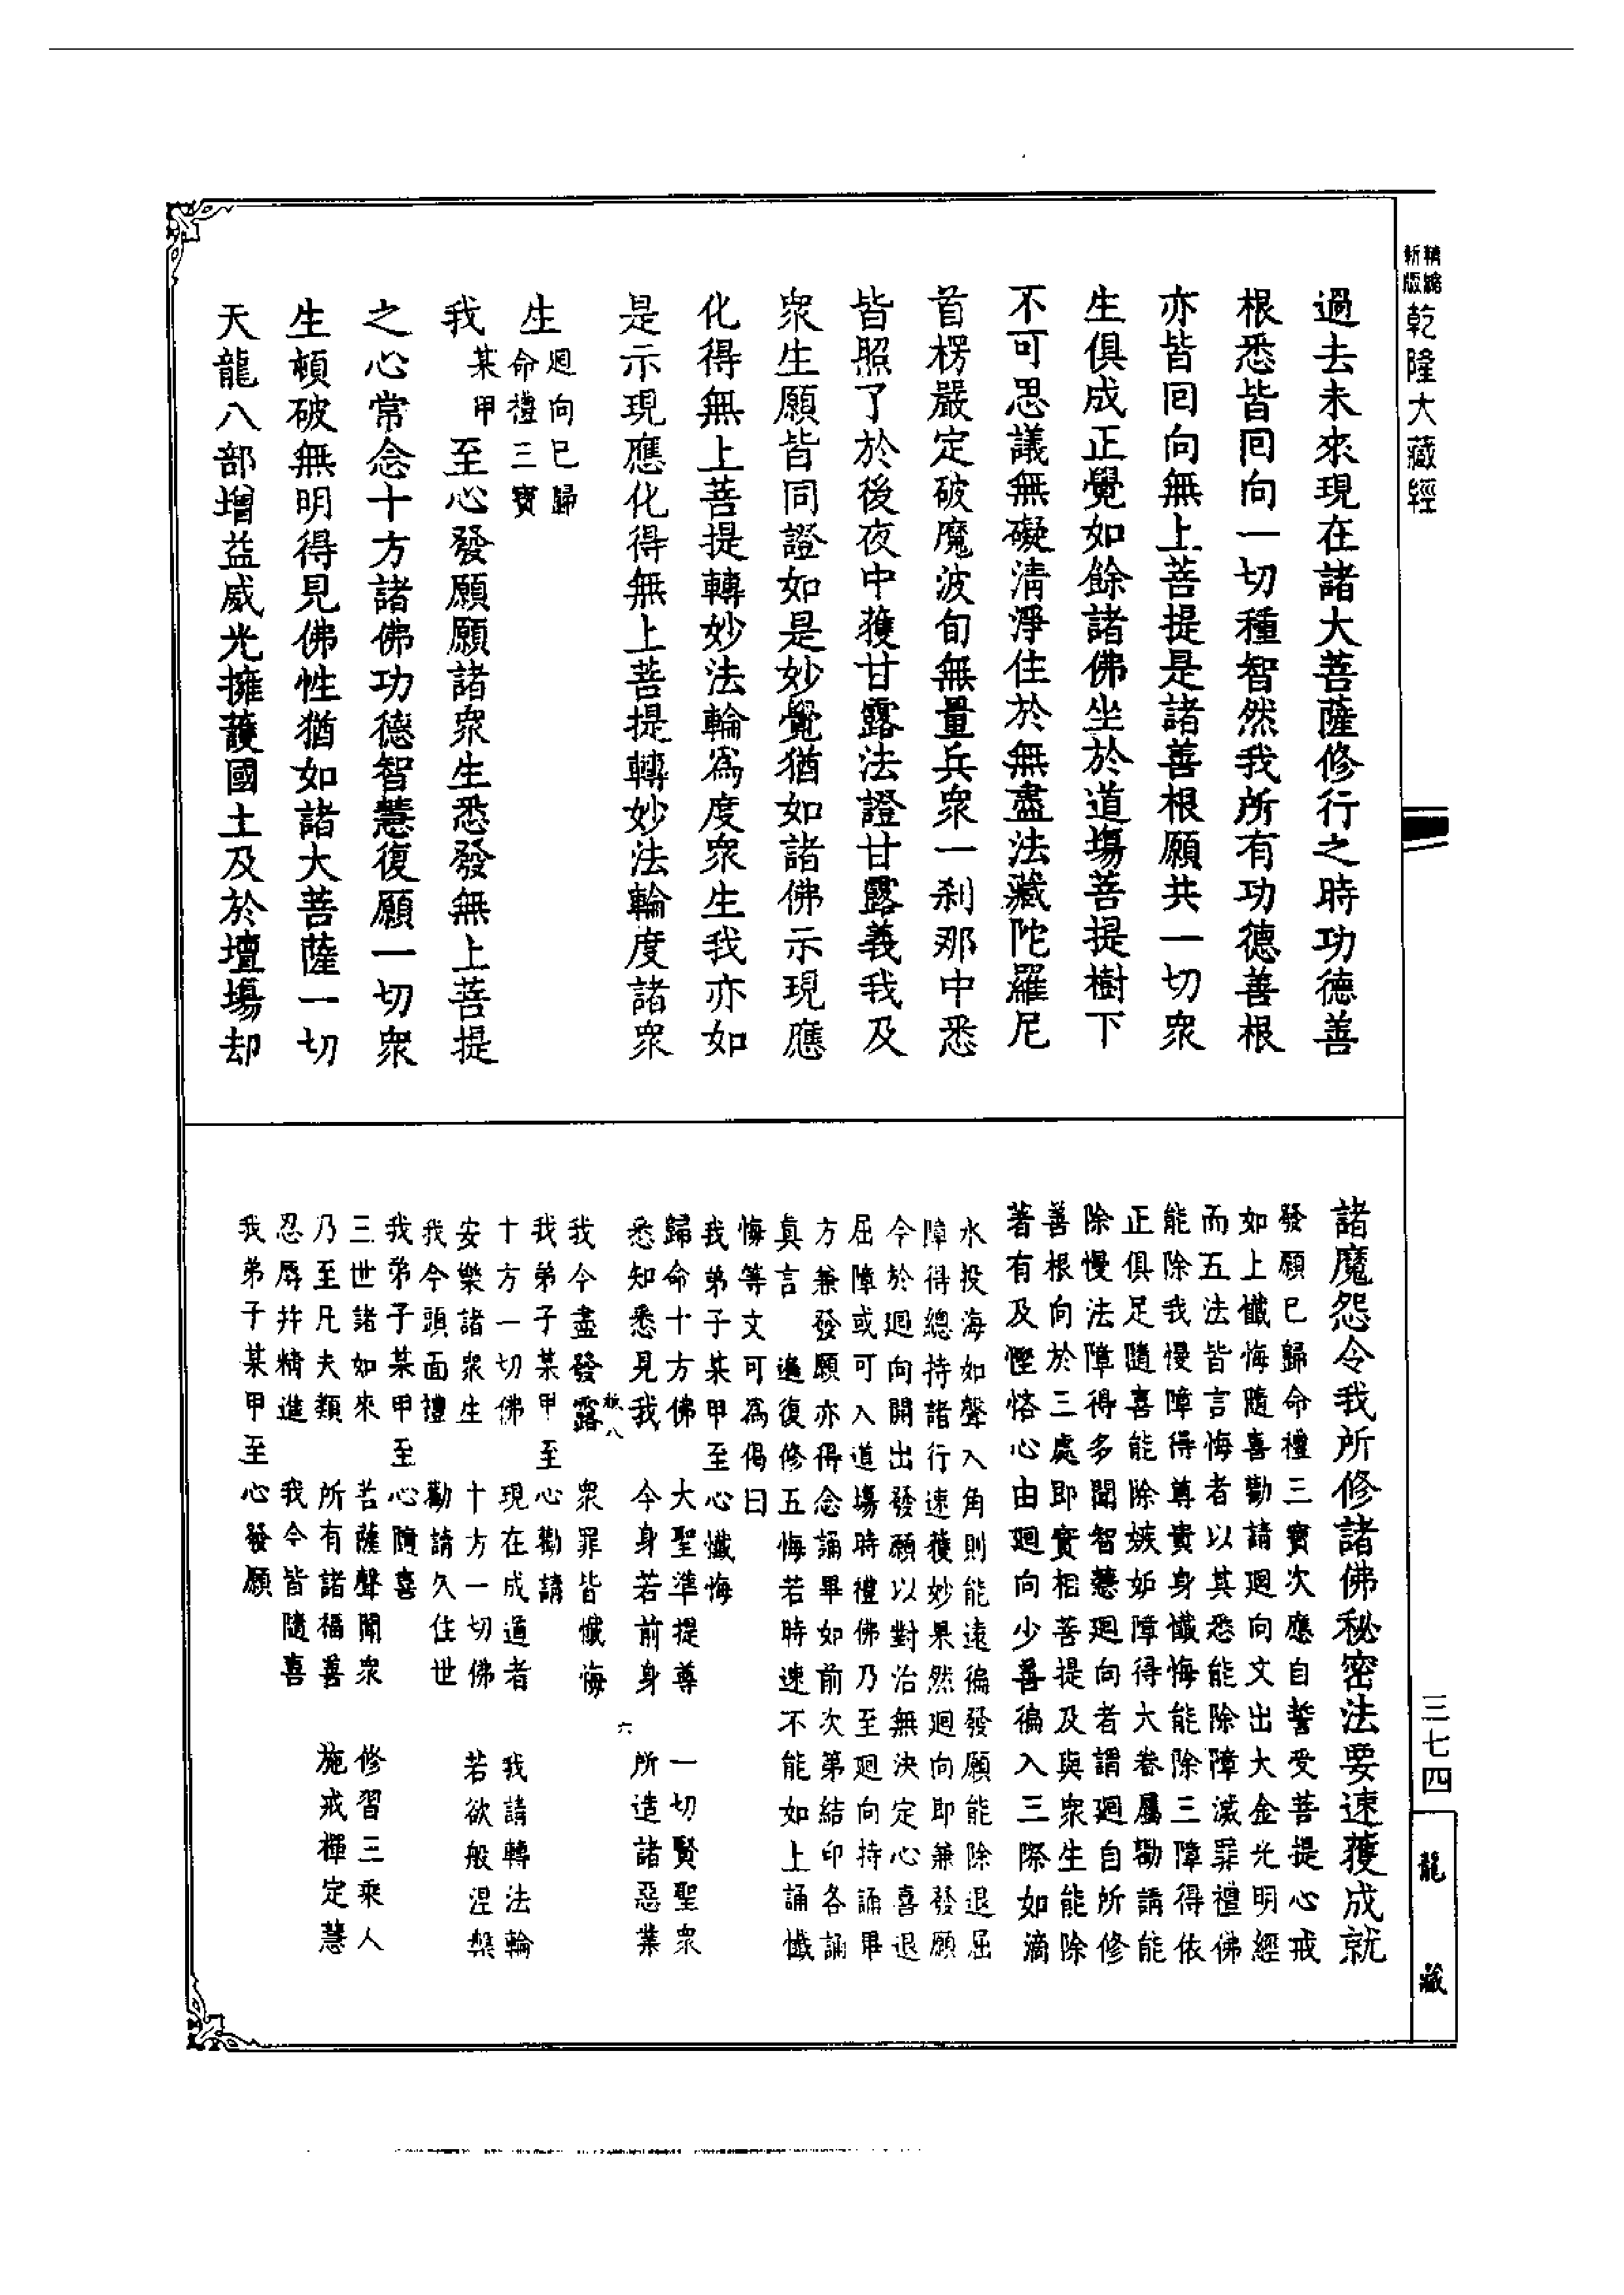 新編
新版
乾隆大藏經
過去未來現在諸大菩薩修行之時功德善
根悉皆回向一切種智然我所有功德善根
亦皆回向無上菩提是諸善根願共一切衆
生俱成正覺如餘諸佛坐於道場菩提樹下
不可思議無礙清淨住於無盡法藏陀羅尼
首楞嚴定破魔波旬無量兵衆一刹那中悉
皆照了於後夜中獲甘露法證甘露義我及
衆生願皆同證如是妙覺猶如諸佛示現應
化得無上菩提轉妙法輪爲度衆生我亦如
是示現應化得無上菩提轉妙法輪度諸衆
生
迴向已歸
命禮三寶
我某甲至心發願願諸衆生悉發無上菩提
之心常念十方諸佛功德智慧復願一切衆
生頓破無明得見佛性猶如諸大菩薩一切
天龍八部增益威光擁護國土及於壇場却
諸魔怨令我所修諸佛秘密法要速獲成就
發願已歸命禮三寶次應自誓受菩提心戒
如上懺悔隨喜勸請迴向文出大金光明經
而五法皆言悔者以其悉能除障滅罪禮佛
能除我慢障得尊貴身懺悔能除三障得依
正俱足隨喜能除嫉妬障得大眷屬勸請能
除慢法障得多聞智慧迴向者謂迴自所修
善根向於三處即實相菩提及與衆生能除
著有及慳悋心由迴向少善徧入三際如滴
水投海如聲入角則能遠徧發願能除退屈
障得總持諸行速獲妙果然迴向即兼發願
今於迴向開出發願以對治無決定心喜退
屈障或可入道場時禮佛乃至迴向持誦畢
方兼發願亦得念誦畢如前次第結印各誦
真言 進復修五悔若時速不能如上誦懺
悔等文可爲偈曰
我弟子某甲至心懺悔
歸命十方佛 大聖準提尊 一切賢聖衆
悉知悉見我 今身若前身 所造諸惡業
我今盡發露 衆罪皆懺悔
六
我弟子某甲至心勸請
十方一切佛 現在成道者 我請轉法輪
安樂諸衆生 十方一切佛 若欲般涅槃
我今頭面禮 勸請久住世
我弟子某甲至心隨喜
三世諸如來 菩薩聲聞衆 修習三乘人
乃至凡夫類 所有諸福善 施戒禪定慧
忍辱并精進 我今皆隨喜
我弟子某甲至心發願
三七四
龍藏